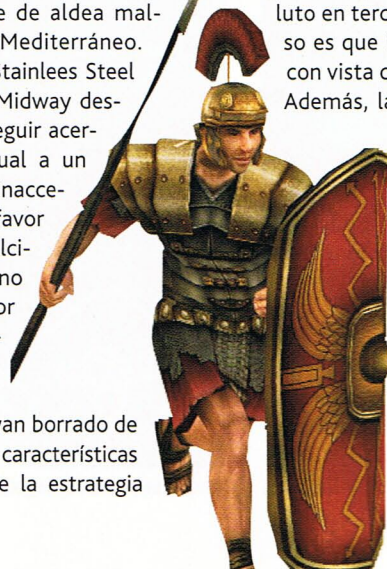 e de aldea mal-
Mediterráneo.
Stainlees Steel
Midway des-
eguir acer-
ual a un
nacce-
favor
lci-
no
or
van borrado de
características
e la estrategia
luto en terc
so es que
con vista c
Además, la